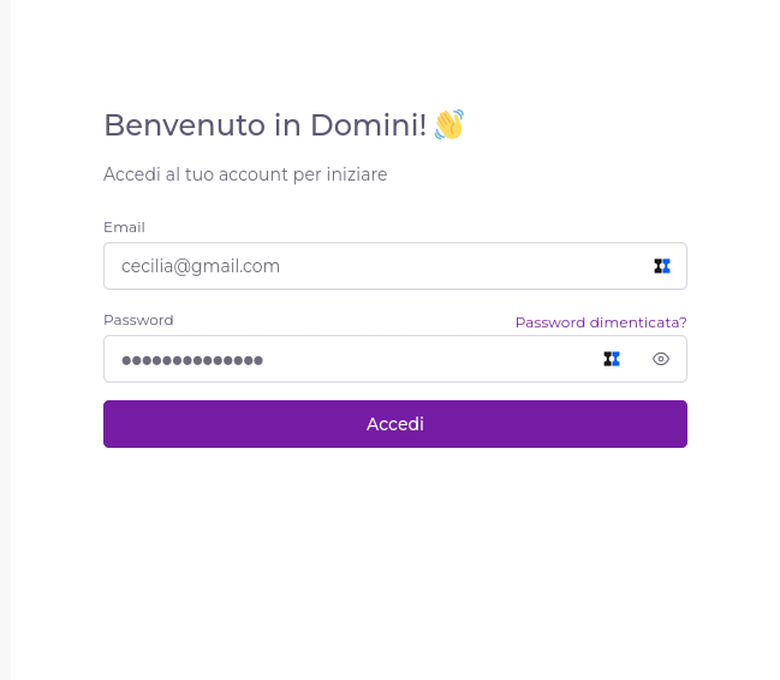 Benvenuto in Domini! 👋
Accedi al tuo account per iniziare
Email
cecilia@gmail.com
Password
Password dimenticata?
●●●●●●●●●●●●●●
Accedi